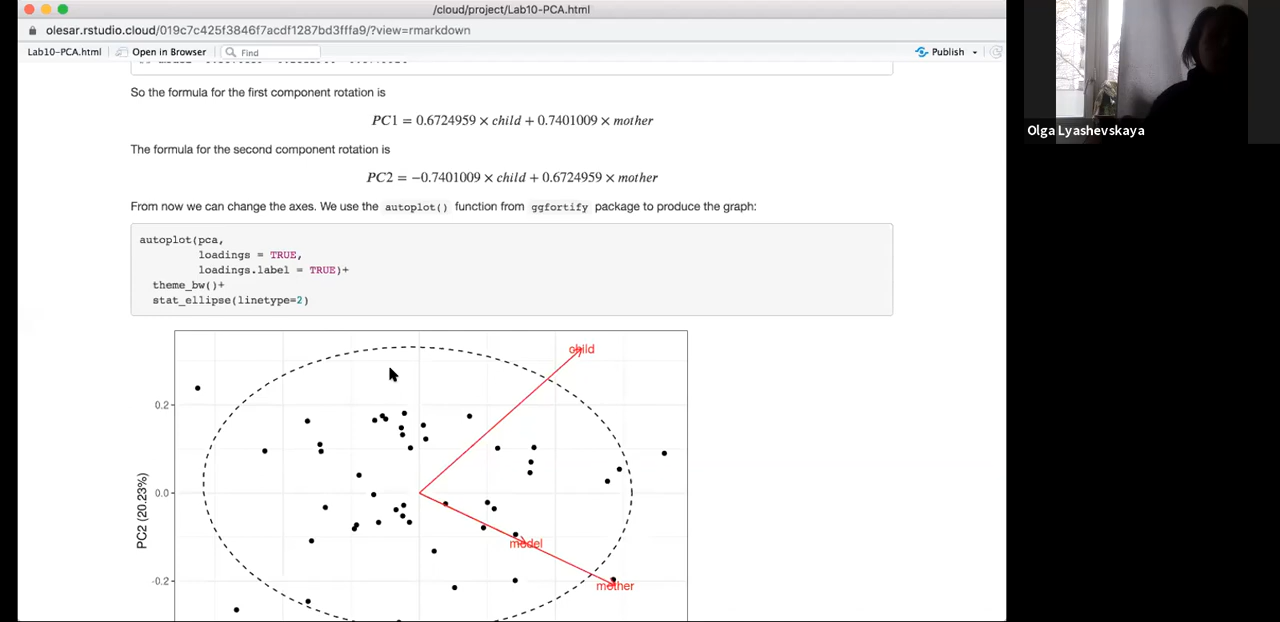 /cloud/project/Lab10-PCA.html
olesar.rstudio.cloud/019c7c425f3846f7acdf1287bd3fffa9/?view=rmarkdown
Lab10-PCA.html Open in Browser Find Publish
So the formula for the first component rotation is
PC1 = 0.6724959 × child + 0.7401009 × mother
The formula for the second component rotation is
PC2 = −0.7401009 × child + 0.6724959 × mother
From now we can change the axes. We use the autoplot() function from ggfortify package to produce the graph:
autoplot(pca,
loadings = TRUE,
loadings.label = TRUE)+
theme_bw()+
stat_ellipse(linetype=2)
child
0.2
0.0
PC2 (20.23%)
model
-0.2
mother
Olga Lyashevskaya